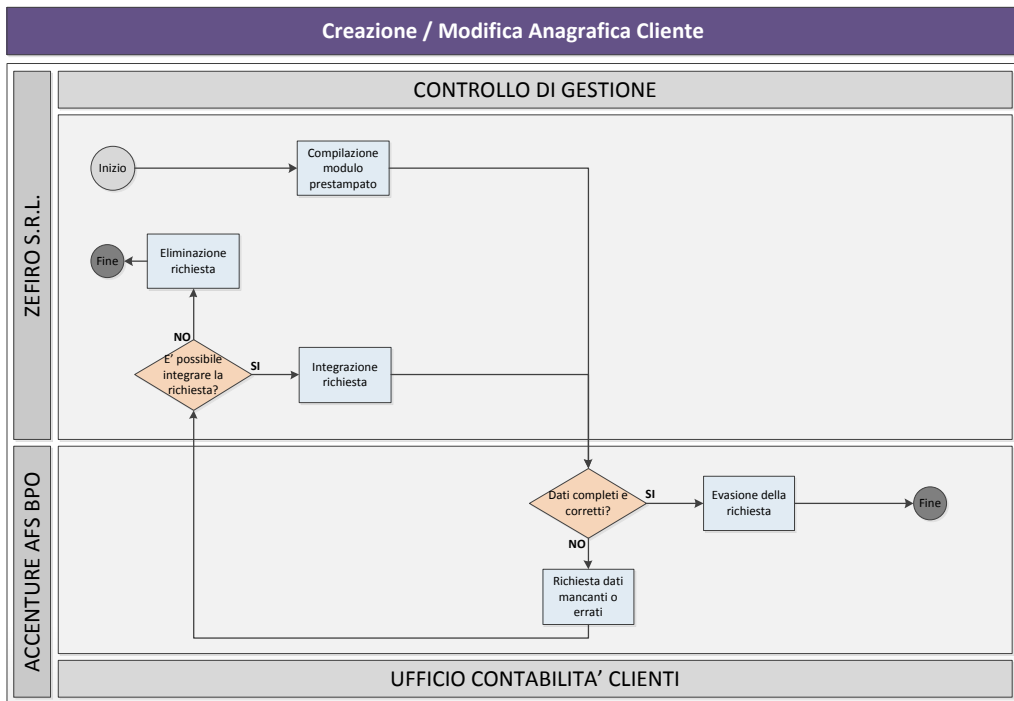 Creazione / Modifica Anagrafica Cliente
CONTROLLO DI GESTIONE
ZEFIRO S.R.L.
Inizio
Compilazione
modulo
prestampato
Fine
Eliminazione
richiesta
NO
E' possibile
integrare la
richiesta?
SI
Integrazione
richiesta
ACCENTURE AFS BPO
Dati completi e
corretti?
SI
Evasione della
richiesta
Fine
NO
Richiesta dati
mancanti o
errati
UFFICIO CONTABILITA' CLIENTI